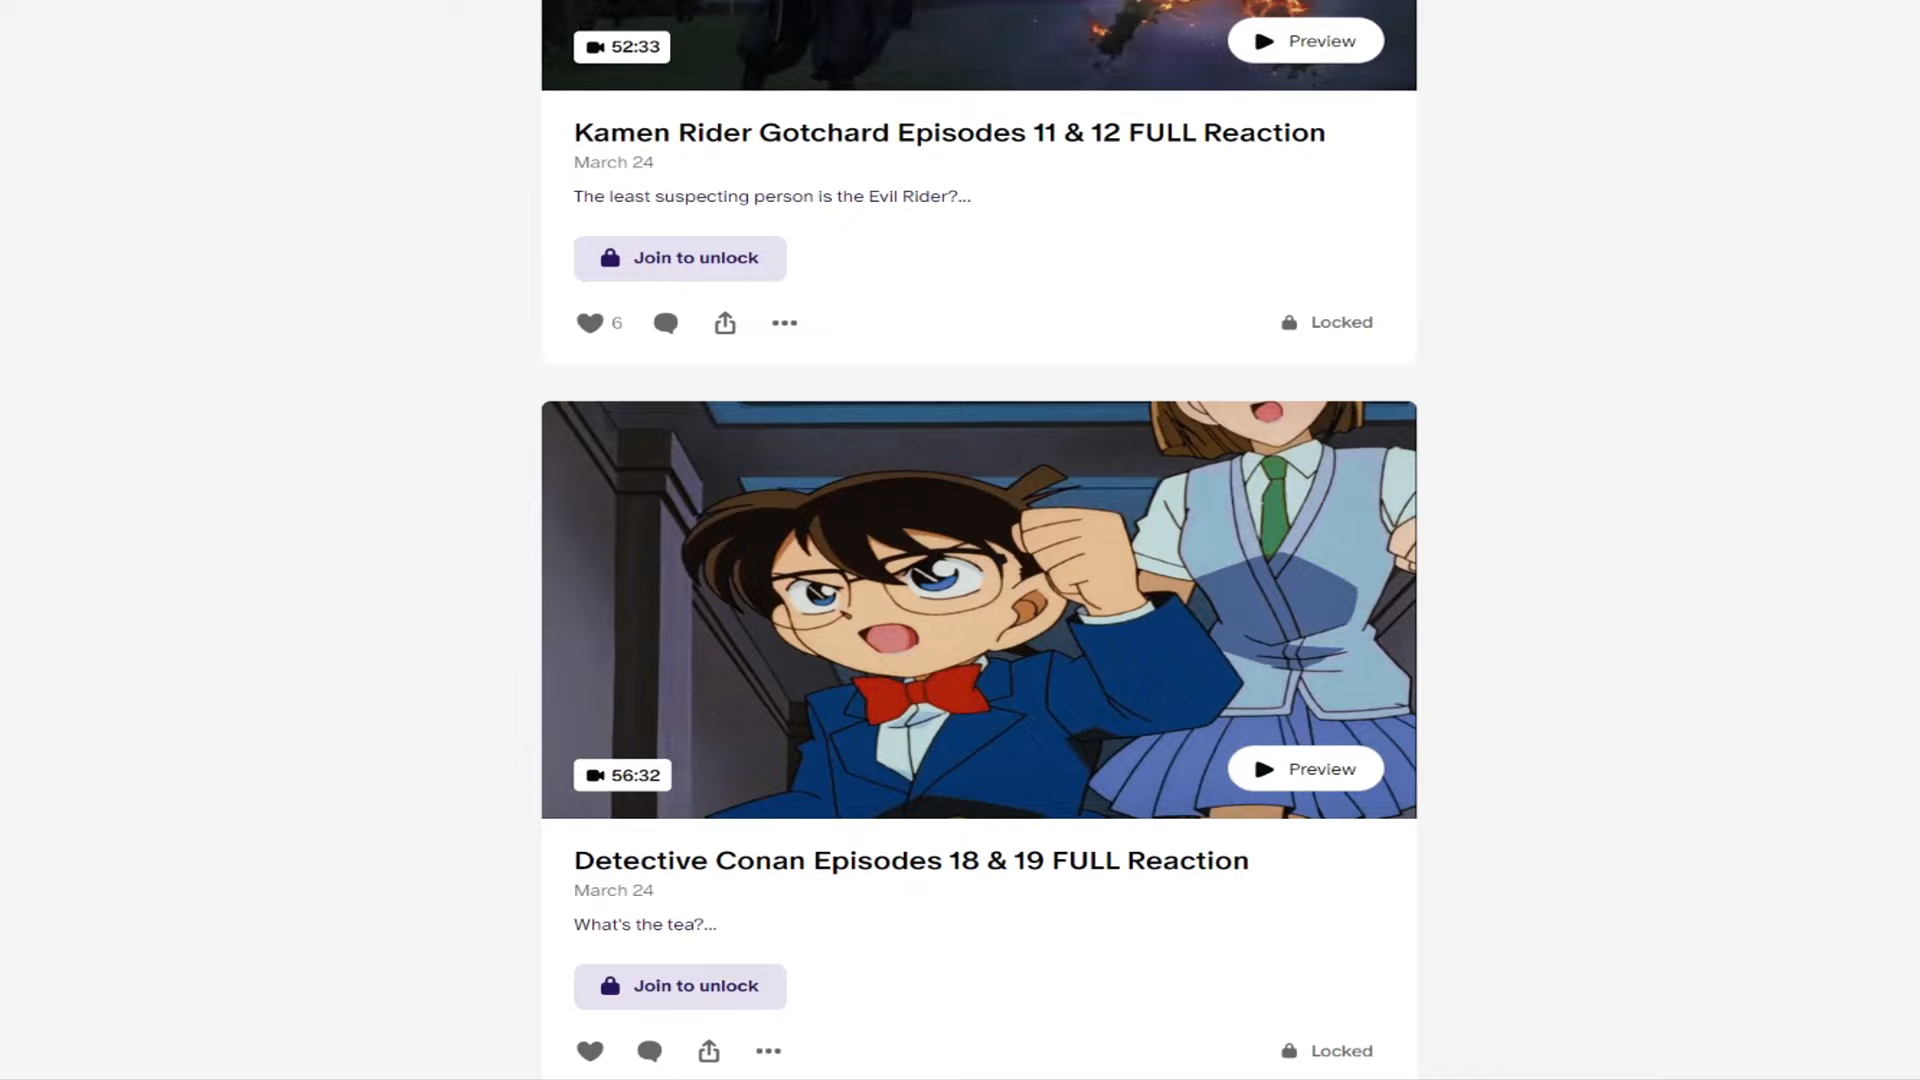 52:33
Preview
Kamen Rider Gotchard Episodes 11 & 12 FULL Reaction
March 24
The least suspecting person is the Evil Rider?...
Join to unlock
6
Locked
56:32
Preview
Detective Conan Episodes 18 & 19 FULL Reaction
March 24
What's the tea?...
Join to unlock
Locked